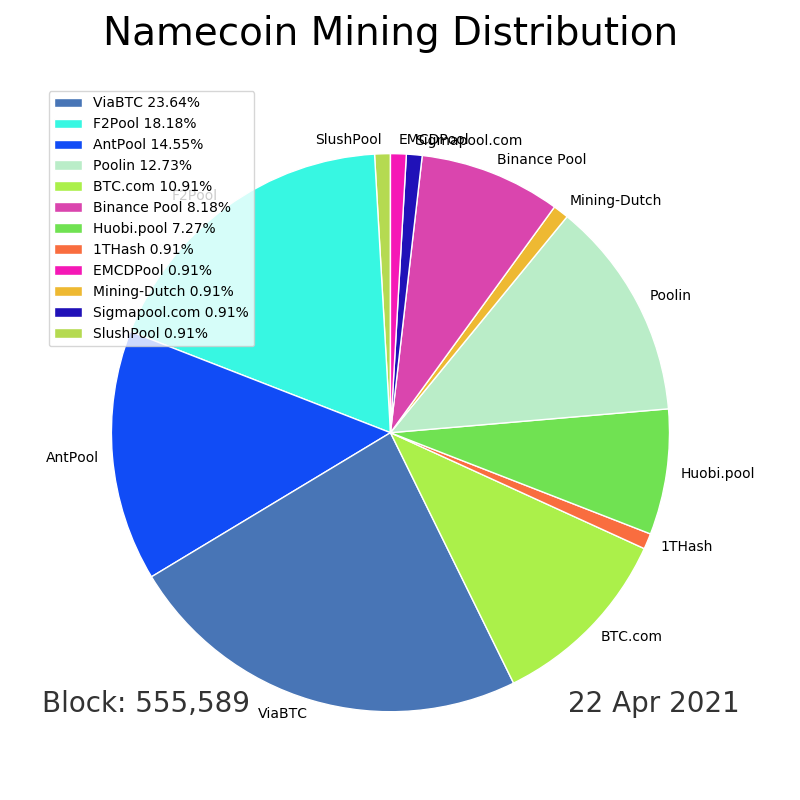 Namecoin Mining Distribution
ViaBTC 23.64%
F2Pool 18.18%
AntPool 14.55%
Poolin 12.73%
BTC.com 10.91%
Binance Pool 8.18%
Huobi.pool 7.27%
1THash 0.91%
EMCDPool 0.91%
Mining-Dutch 0.91%
Sigmapool.com 0.91%
SlushPool 0.91%
SlushPool
EMCDPool
Sigmapool.com
Binance Pool
Mining-Dutch
F2Pool
Poolin
AntPool
Huobi.pool
1THash
BTC.com
ViaBTC
Block: 555,589
22 Apr 2021